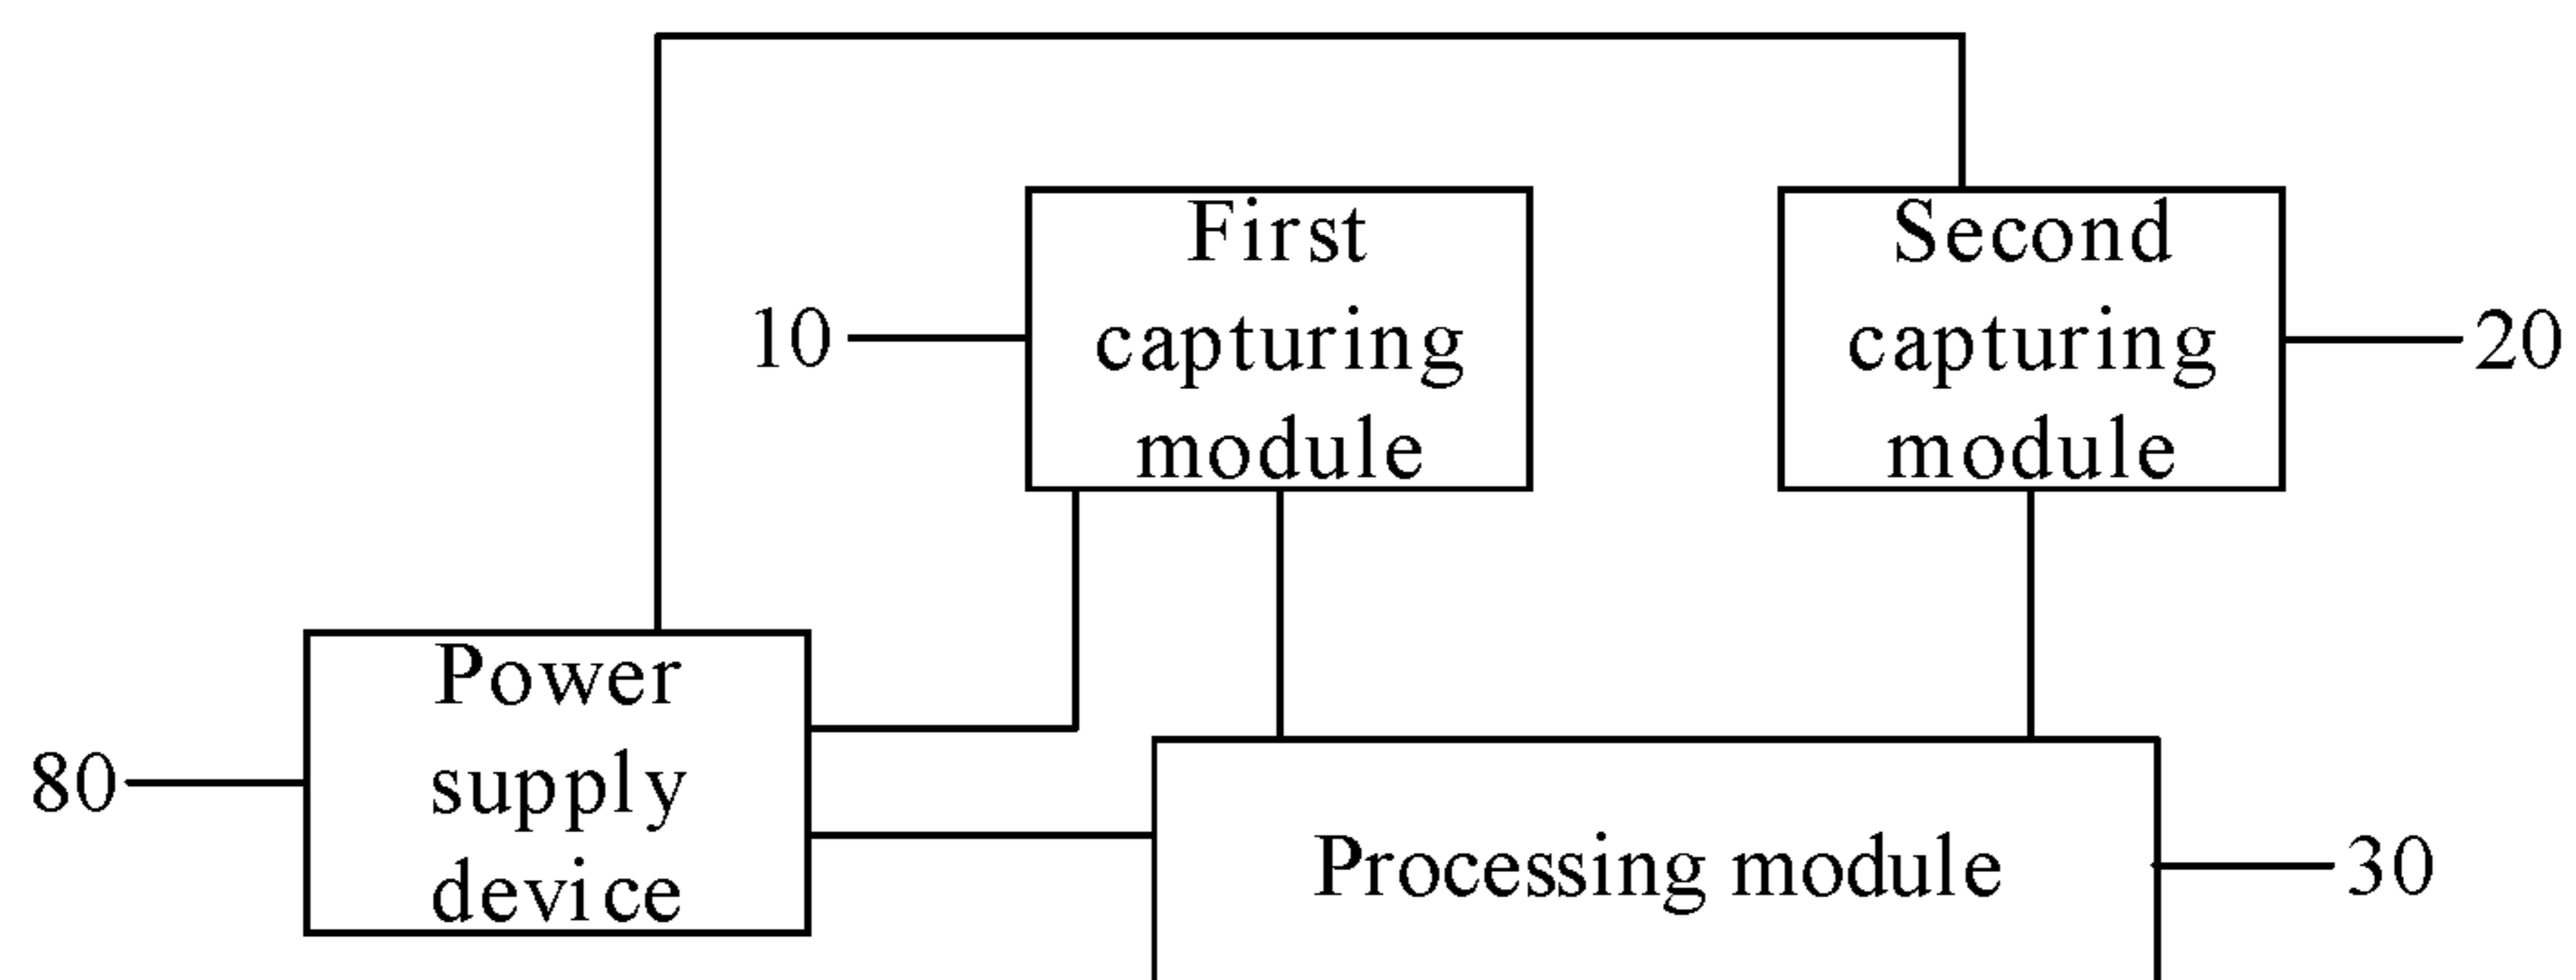 First
capturing
module
10
Second
capturing
module
20
Power
supply
device
80
Processing module
30